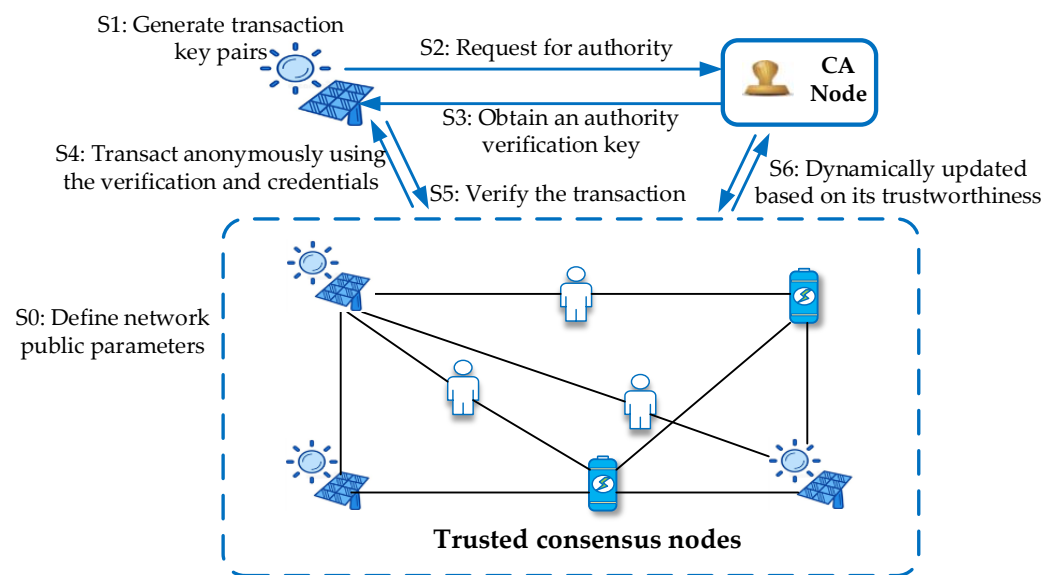 S1: Generate transaction
key pairs
S2: Request for authority
CA
Node
S3: Obtain an authority
verification key
S4: Transact anonymously using
the verification and credentials
S5: Verify the transaction
S6: Dynamically updated
based on its trustworthiness
S0: Define network
public parameters
Trusted consensus nodes